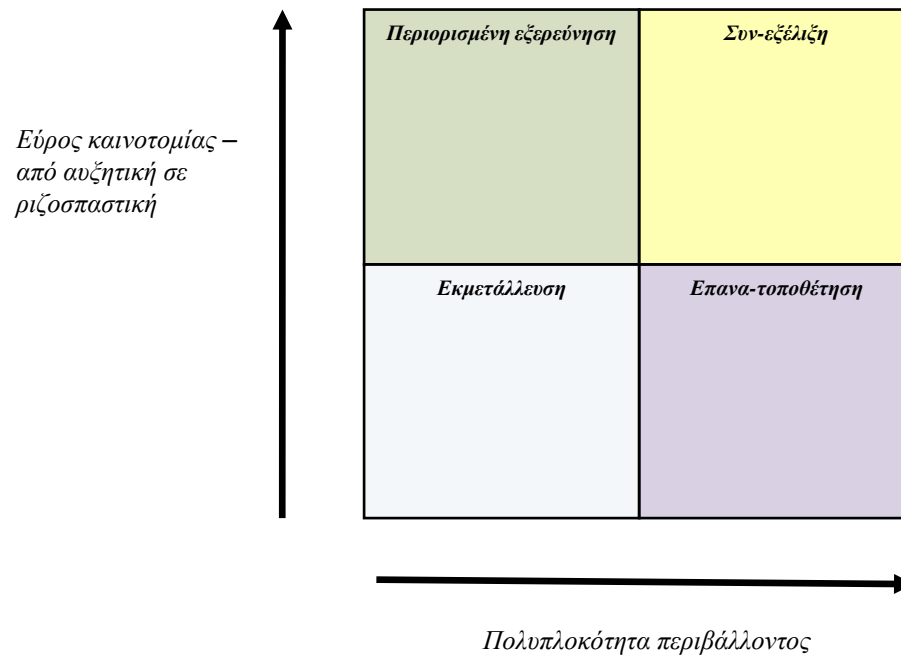 Περιορισμένη εξερεύνηση
Συν-εξέλιξη
Εύρος καινοτομίας –
από αυξητική σε
ριζοσπαστική
Εκμετάλλευση
Επανα-τοποθέτηση
Πολυπλοκότητα περιβάλλοντος